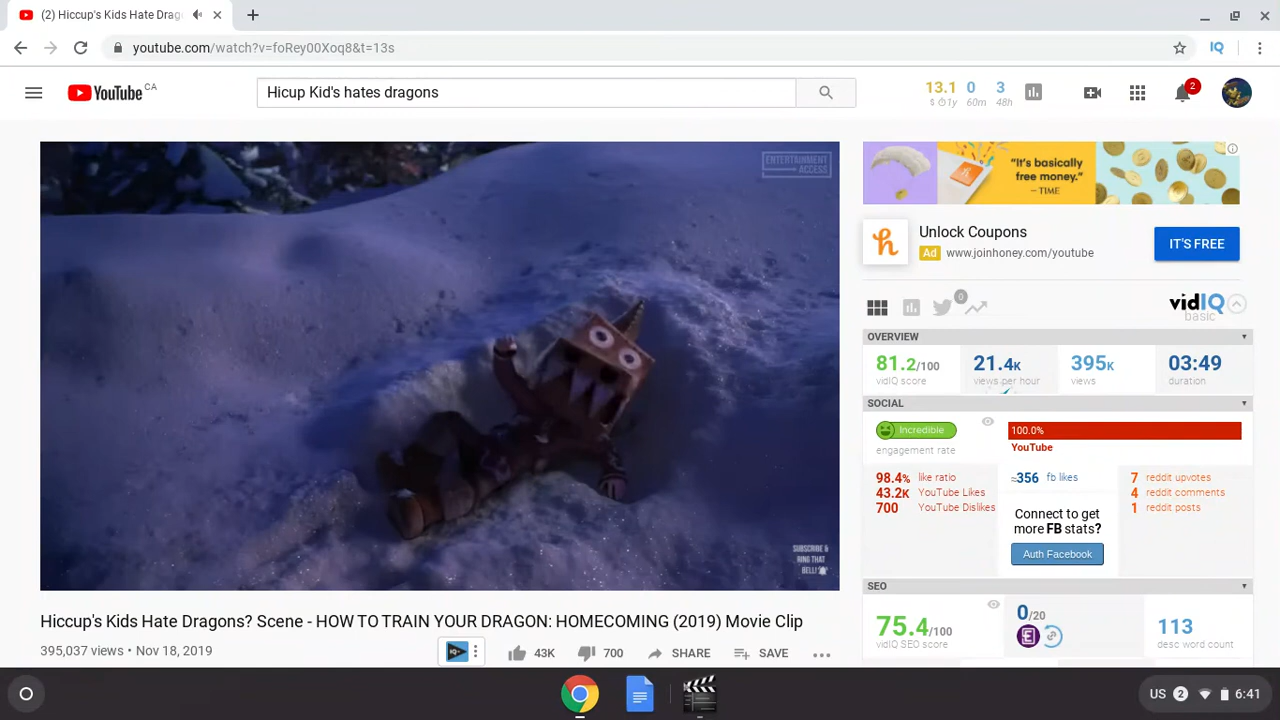 (2) Hiccup's Kids Hate Drag
youtube.com/watch?v=foRey00Xoq8&t=13s
IQ
YouTube CA
Hicup Kid's hates dragons
13.1 0 3
1y 60m 48h
2
ENTERTAINMENT
ACCESS
SUBSCRIBE &
RING THAT
BELL!
"It's basically
free money."
– TIME
h
Unlock Coupons
Ad www.joinhoney.com/youtube
IT'S FREE
0
vidIQ
basic
OVERVIEW
81.2/100
vidIQ score
21.4K
views per hour
395K
views
03:49
duration
SOCIAL
Incredible
engagement rate
100.0%
YouTube
98.4% like ratio
43.2K YouTube Likes
700 YouTube Dislikes
≈356 fb likes
Connect to get
more FB stats?
Auth Facebook
7 reddit upvotes
4 reddit comments
1 reddit posts
SEO
75.4/100
vidIQ SEO score
0/20
113
desc word count
Hiccup's Kids Hate Dragons? Scene - HOW TO TRAIN YOUR DRAGON: HOMECOMING (2019) Movie Clip
395,037 views • Nov 18, 2019
43K
700
SHARE
SAVE
US 2 6:41